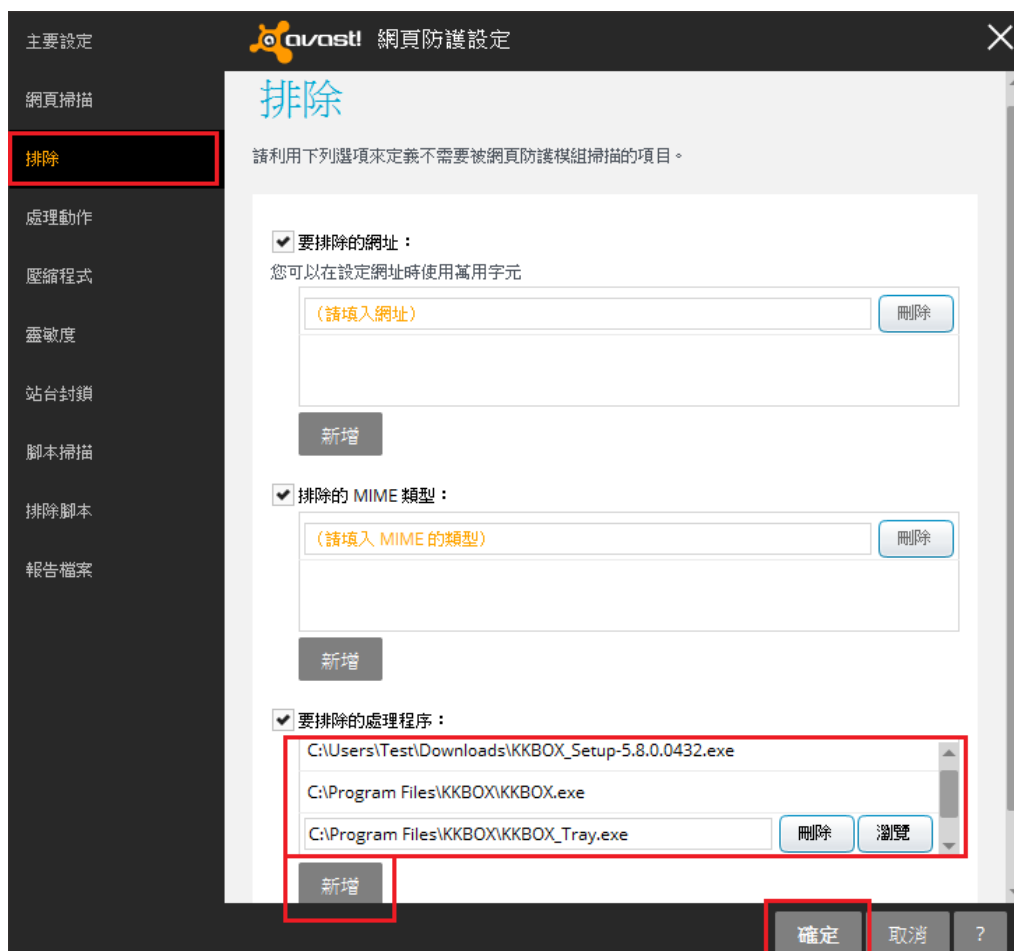 主要設定
網頁掃描
排除
處理動作
壓縮程式
靈敏度
站台封鎖
腳本掃描
排除腳本
報告檔案
avast! 網頁防護設定
排除
請利用下列選項來定義不需要被網頁防護模組掃描的項目。
要排除的網址：
您可以在設定網址時使用萬用字元
（請填入網址） 刪除
新增
排除的 MIME 類型：
（請填入 MIME 的類型） 刪除
新增
要排除的處理程序：
C:\Users\Test\Downloads\KKBOX_Setup-5.8.0.0432.exe
C:\Program Files\KKBOX\KKBOX.exe
C:\Program Files\KKBOX\KKBOX_Tray.exe 刪除 瀏覽
新增
確定 取消 ?